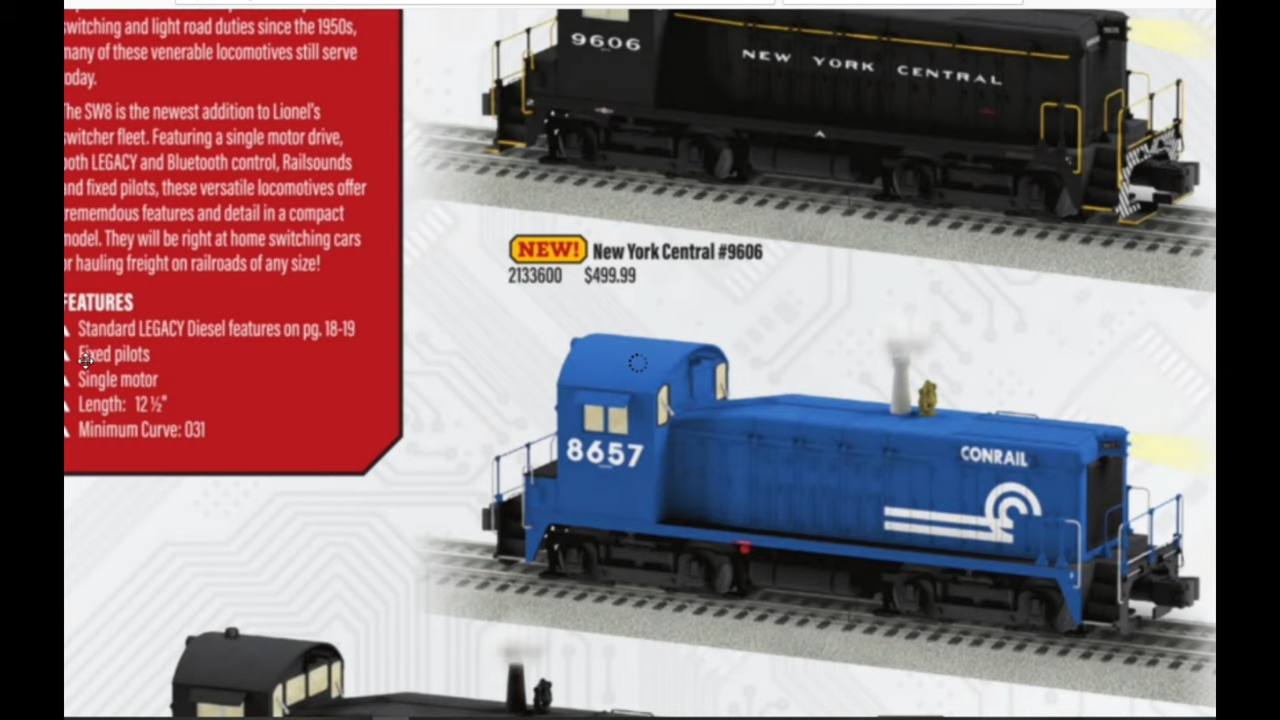 switching and light road duties since the 1950s,
many of these venerable locomotives still serve
oday.
The SW8 is the newest addition to Lionel's
switcher fleet. Featuring a single motor drive,
both LEGACY and Bluetooth control, Railsounds
and fixed pilots, these versatile locomotives offer
trememdous features and detail in a compact
model. They will be right at home switching cars
or hauling freight on railroads of any size!
FEATURES
Standard LEGACY Diesel features on pg. 18-19
Fixed pilots
Single motor
Length: 12 ½"
Minimum Curve: 031
9606
NEW YORK CENTRAL
NEW! New York Central #9606
2133600 $499.99
8657
CONRAIL